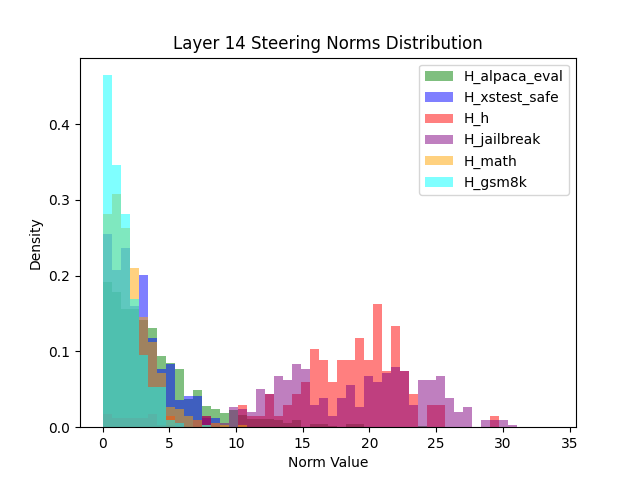 Layer 14 Steering Norms Distribution
H_alpaca_eval
H_xstest_safe
H_h
H_jailbreak
H_math
H_gsm8k
Density
0.4
0.3
0.2
0.1
0.0
0 5 10 15 20 25 30 35
Norm Value